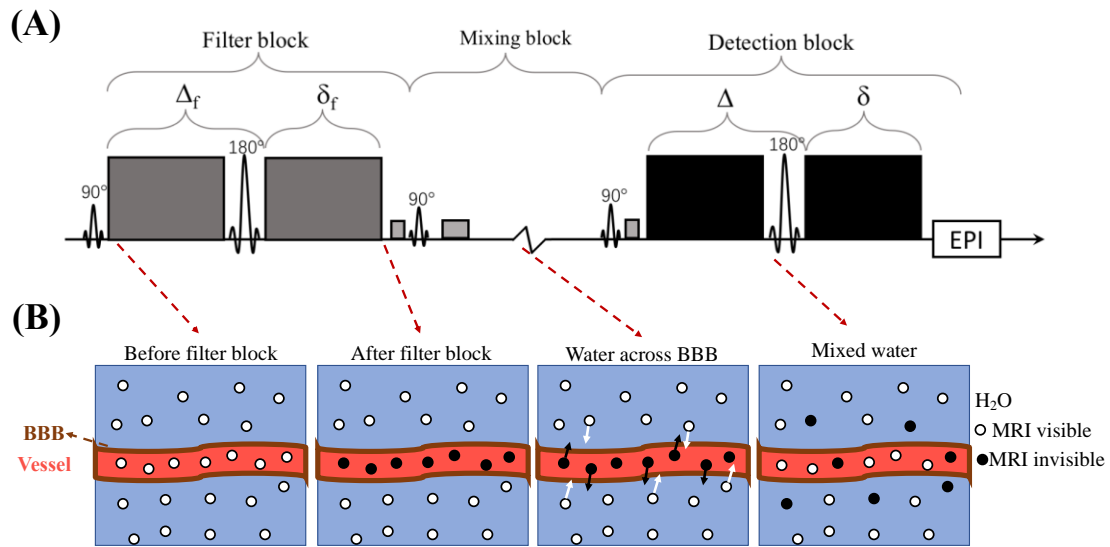 (A)
Filter block
Mixing block
Detection block
Δf
δf
Δ
δ
90°
180°
90°
90°
180°
EPI
(B)
Before filter block
After filter block
Water across BBB
Mixed water
BBB
Vessel
H₂O
MRI visible
MRI invisible